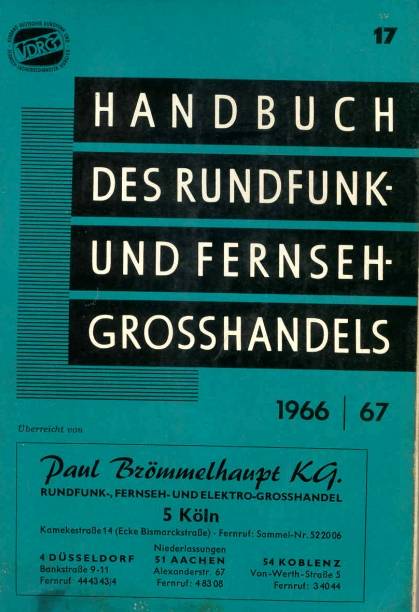 VDRG
17
HANDBUCH
DES RUNDFUNK-
UND FERNSEH-
GROSSHANDELS
1966 | 67
Überreicht von
Paul Brömmelhaupt KG.
RUNDFUNK-, FERNSEH- UND ELEKTRO-GROSSHANDEL
5 Köln
Kamekestraße 14 (Ecke Bismarckstraße) · Fernruf: Sammel-Nr. 522006
Niederlassungen
4 DÜSSELDORF 51 AACHEN 54 KOBLENZ
Bankstraße 9-11 Alexanderstr. 67 Von-Werth-Straße 5
Fernruf 444343/4 Fernruf: 48308 Fernruf: 34044